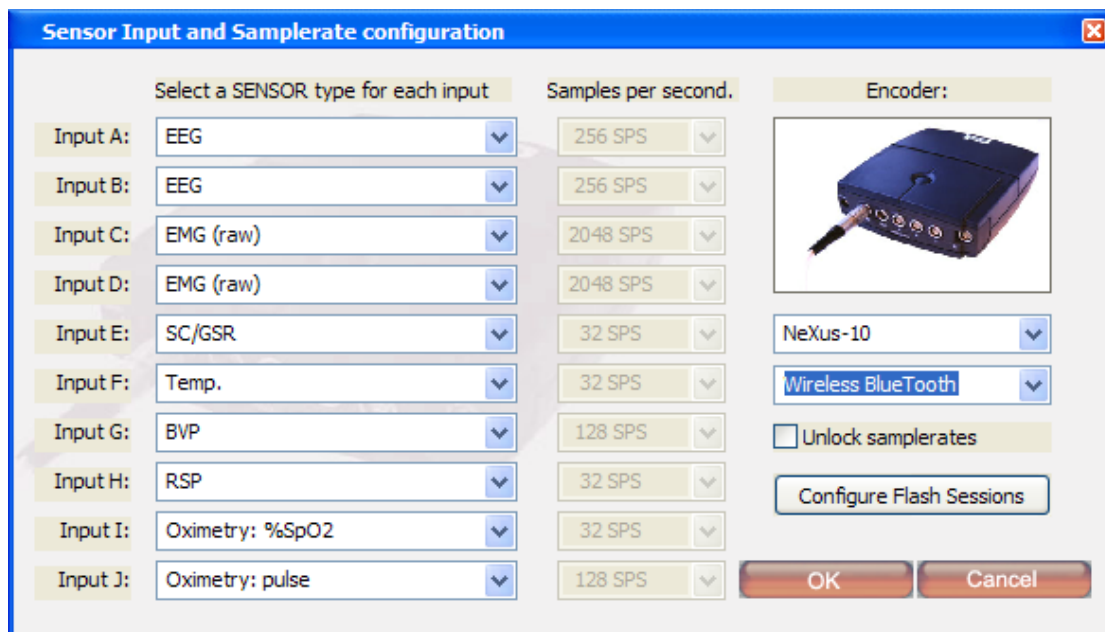 Sensor Input and Samplerate configuration
Select a SENSOR type for each input Samples per second. Encoder:
Input A: EEG 256 SPS
Input B: EEG 256 SPS
Input C: EMG (raw) 2048 SPS
Input D: EMG (raw) 2048 SPS
Input E: SC/GSR 32 SPS NeXus-10
Input F: Temp. 32 SPS Wireless BlueTooth
Input G: BVP 128 SPS Unlock samplerates
Input H: RSP 32 SPS Configure Flash Sessions
Input I: Oximetry: %SpO2 32 SPS
Input J: Oximetry: pulse 128 SPS OK Cancel